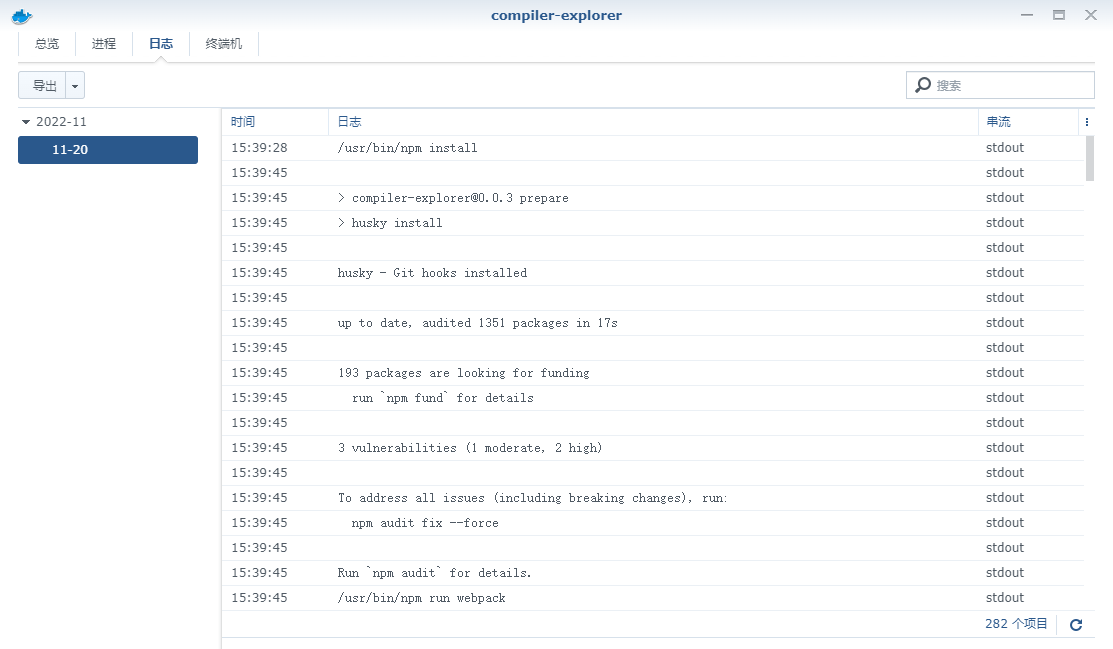 compiler-explorer
总览 进程 日志 终端机
导出 搜索
2022-11
11-20
时间 日志 串流
15:39:28 /usr/bin/npm install stdout
15:39:45 stdout
15:39:45 > compiler-explorer@0.0.3 prepare stdout
15:39:45 > husky install stdout
15:39:45 stdout
15:39:45 husky - Git hooks installed stdout
15:39:45 stdout
15:39:45 up to date, audited 1351 packages in 17s stdout
15:39:45 stdout
15:39:45 193 packages are looking for funding stdout
15:39:45 run `npm fund` for details stdout
15:39:45 stdout
15:39:45 3 vulnerabilities (1 moderate, 2 high) stdout
15:39:45 stdout
15:39:45 To address all issues (including breaking changes), run: stdout
15:39:45 npm audit fix --force stdout
15:39:45 stdout
15:39:45 Run `npm audit` for details. stdout
15:39:45 /usr/bin/npm run webpack stdout
282 个项目